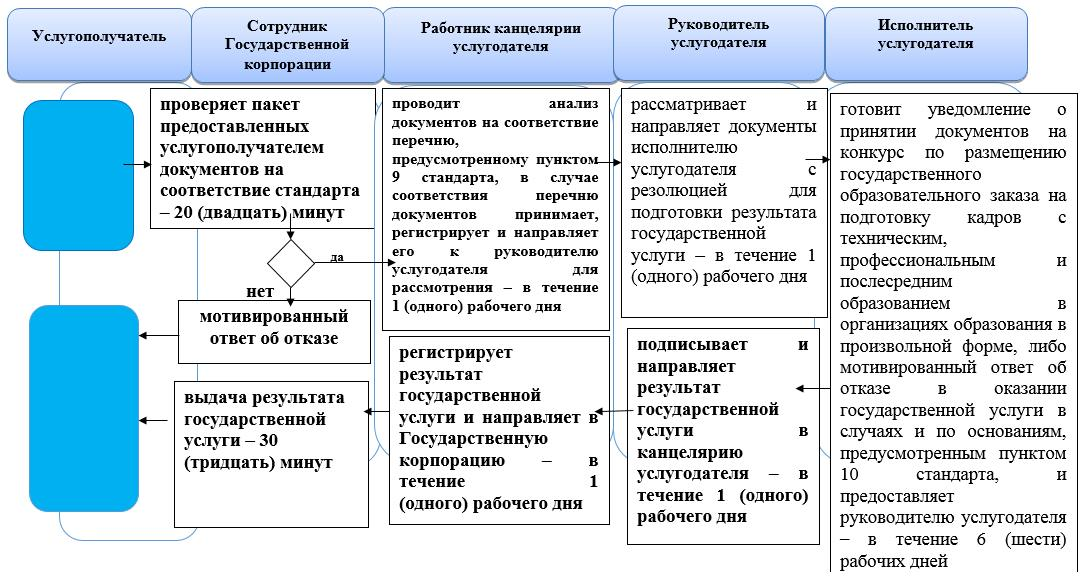 Услугополучатель
Сотрудник
Государственной
корпорации
Работник канцелярии
услугодателя
Руководитель
услугодателя
Исполнитель
услугодателя
проверяет пакет
предоставленных
услугополучателем
документов на
соответствие стандарта
– 20 (двадцать) минут
да
нет
мотивированный
ответ об отказе
выдача результата
государственной
услуги – 30
(тридцать) минут
проводит анализ
документов на соответствие
перечню,
предусмотренному пунктом
9 стандарта, в случае
соответствия перечню
документов принимает,
регистрирует и направляет
его к руководителю
услугодателя для
рассмотрения – в течение
1 (одного) рабочего дня
регистрирует
результат
государственной
услуги и направляет в
Государственную
корпорацию – в
течение 1
(одного) рабочего дня
рассматривает и
направляет документы
исполнителю
услугодателя с
резолюцией для
подготовки результата
государственной
услуги – в течение 1
(одного) рабочего дня
подписывает и
направляет
результат
государственной
услуги в
канцелярию
услугодателя – в
течение 1 (одного)
рабочего дня
готовит уведомление о
принятии документов на
конкурс по размещению
государственного
образовательного заказа на
подготовку кадров с
техническим,
профессиональным и
послесредним
образованием в
организациях образования в
произвольной форме, либо
мотивированный ответ об
отказе в оказании
государственной услуги в
случаях и по основаниям,
предусмотренным пунктом
10 стандарта, и
предоставляет
руководителю услугодателя
– в течение 6 (шести)
рабочих дней